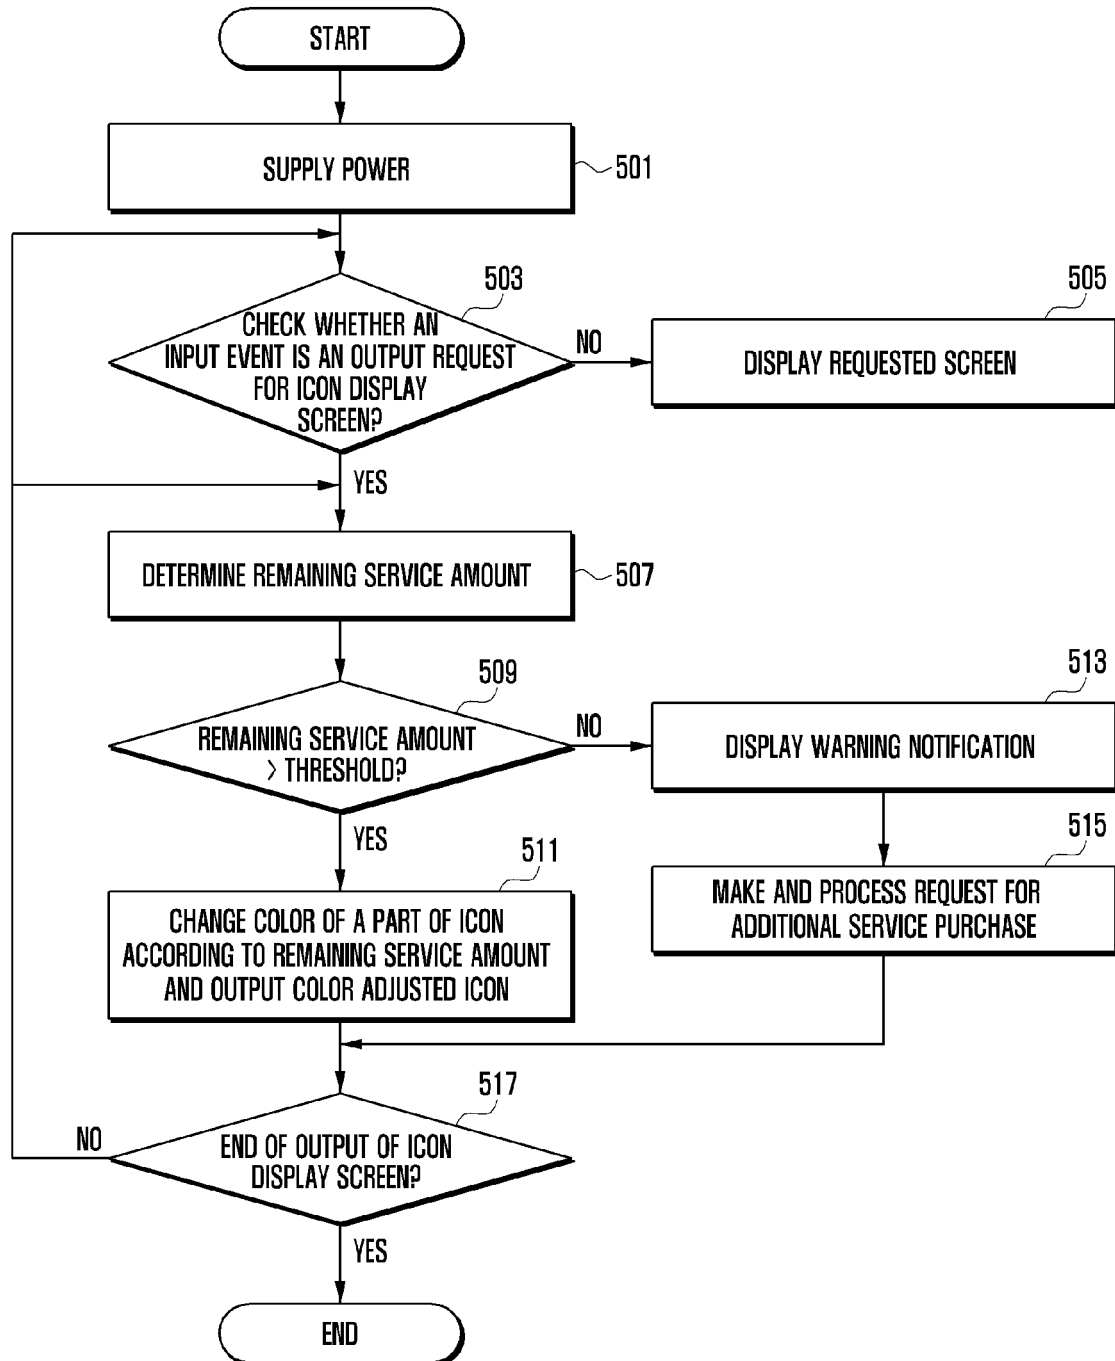 START
SUPPLY POWER
501
503
CHECK WHETHER AN
INPUT EVENT IS AN OUTPUT REQUEST
FOR ICON DISPLAY
SCREEN?
NO
505
DISPLAY REQUESTED SCREEN
YES
DETERMINE REMAINING SERVICE AMOUNT
507
509
REMAINING SERVICE AMOUNT
> THRESHOLD?
NO
513
DISPLAY WARNING NOTIFICATION
YES
515
MAKE AND PROCESS REQUEST FOR
ADDITIONAL SERVICE PURCHASE
511
CHANGE COLOR OF A PART OF ICON
ACCORDING TO REMAINING SERVICE AMOUNT
AND OUTPUT COLOR ADJUSTED ICON
517
NO
END OF OUTPUT OF ICON
DISPLAY SCREEN?
YES
END